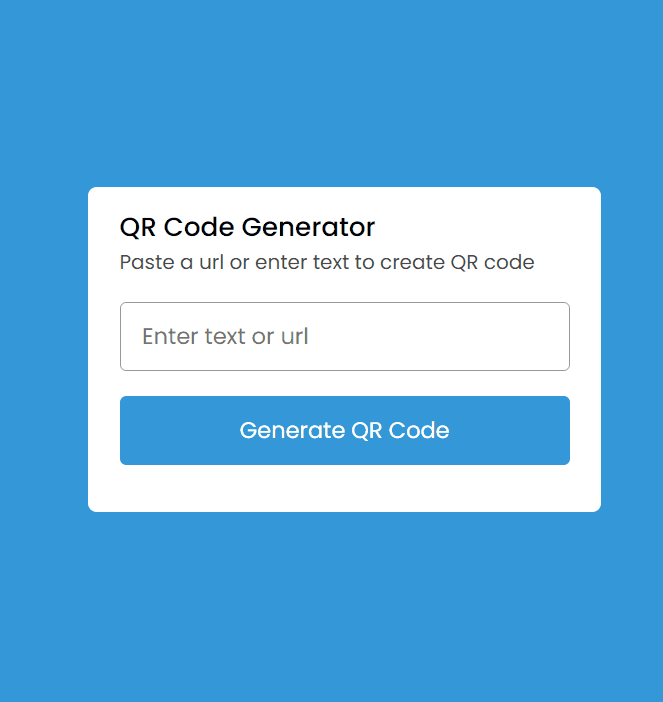 QR Code Generator
Paste a url or enter text to create QR code
Enter text or url
Generate QR Code